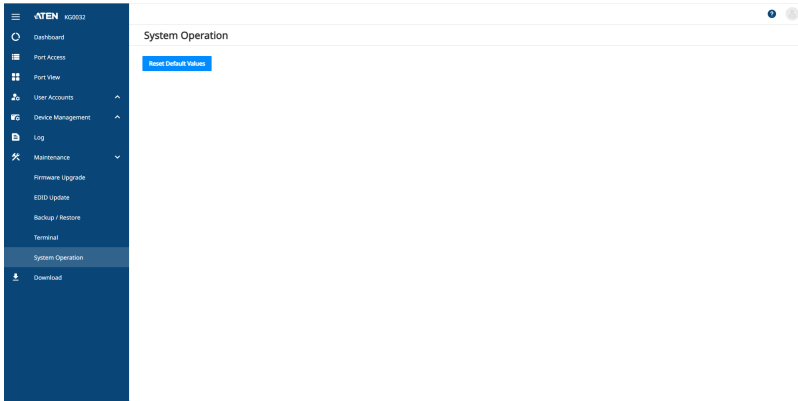 ATEN KG0032
Dashboard
Port Access
Port View
User Accounts
Device Management
Log
Maintenance
Firmware Upgrade
EDID Update
Backup / Restore
Terminal
System Operation
Download
?
System Operation
Reset Default Values